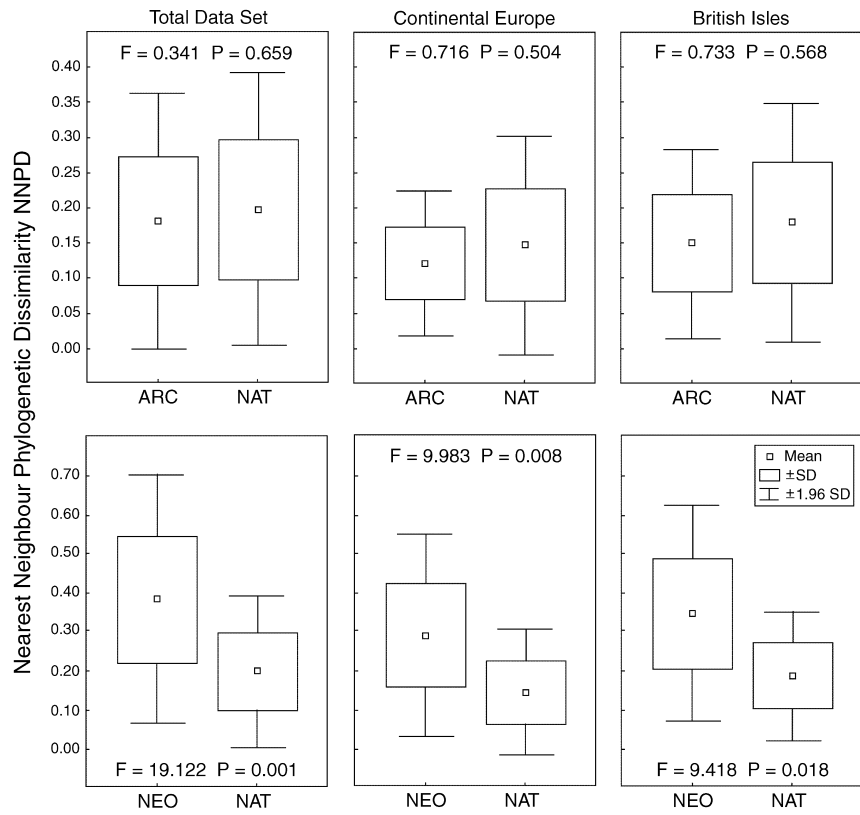 Total Data Set
Continental Europe
British Isles
F = 0.341 P = 0.659
F = 0.716 P = 0.504
F = 0.733 P = 0.568
Nearest Neighbour Phylogenetic Dissimilarity NNPD
0.40
0.35
0.30
0.25
0.20
0.15
0.10
0.05
0.00
ARC NAT
ARC NAT
ARC NAT
0.70
0.60
0.50
0.40
0.30
0.20
0.10
0.00
F = 9.983 P = 0.008
Mean
±SD
±1.96 SD
F = 19.122 P = 0.001
F = 9.418 P = 0.018
NEO NAT
NEO NAT
NEO NAT